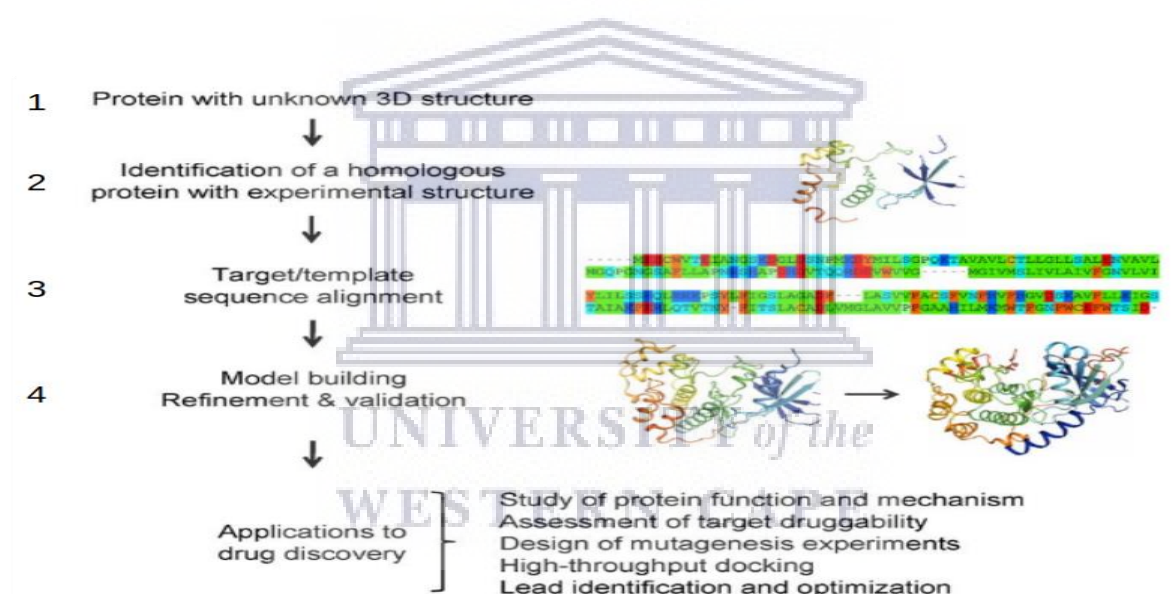 1 Protein with unknown 3D structure
2 Identification of a homologous
protein with experimental structure
3 Target/template
sequence alignment
4 Model building
Refinement & validation
UNIVERSITY of the
WESTERN CAPE
Applications to
drug discovery
Study of protein function and mechanism
Assessment of target druggability
Design of mutagenesis experiments
High-throughput docking
Lead identification and optimization